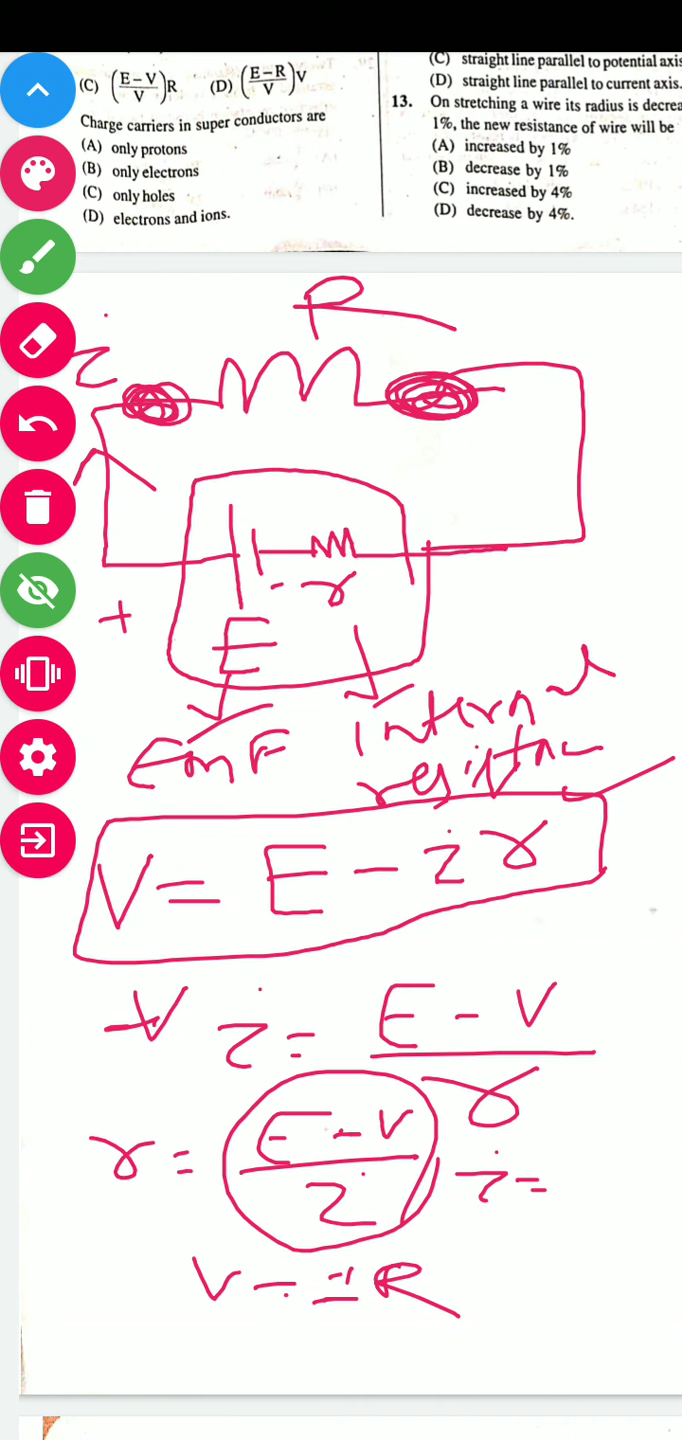 (C) (E-V/V)R (D) (E-R/V)V
Charge carriers in super conductors are
(A) only protons
(B) only electrons
(C) only holes
(D) electrons and ions.
(C) straight line parallel to potential axis
(D) straight line parallel to current axis.
13. On stretching a wire its radius is decrea
1%, the new resistance of wire will be
(A) increased by 1%
(B) decrease by 1%
(C) increased by 4%
(D) decrease by 4%.
R
i
- r
+
E
Internal
EmF
resistac
V = E - ir
V i = E - V / r
r = E - V / i i =
V = iR